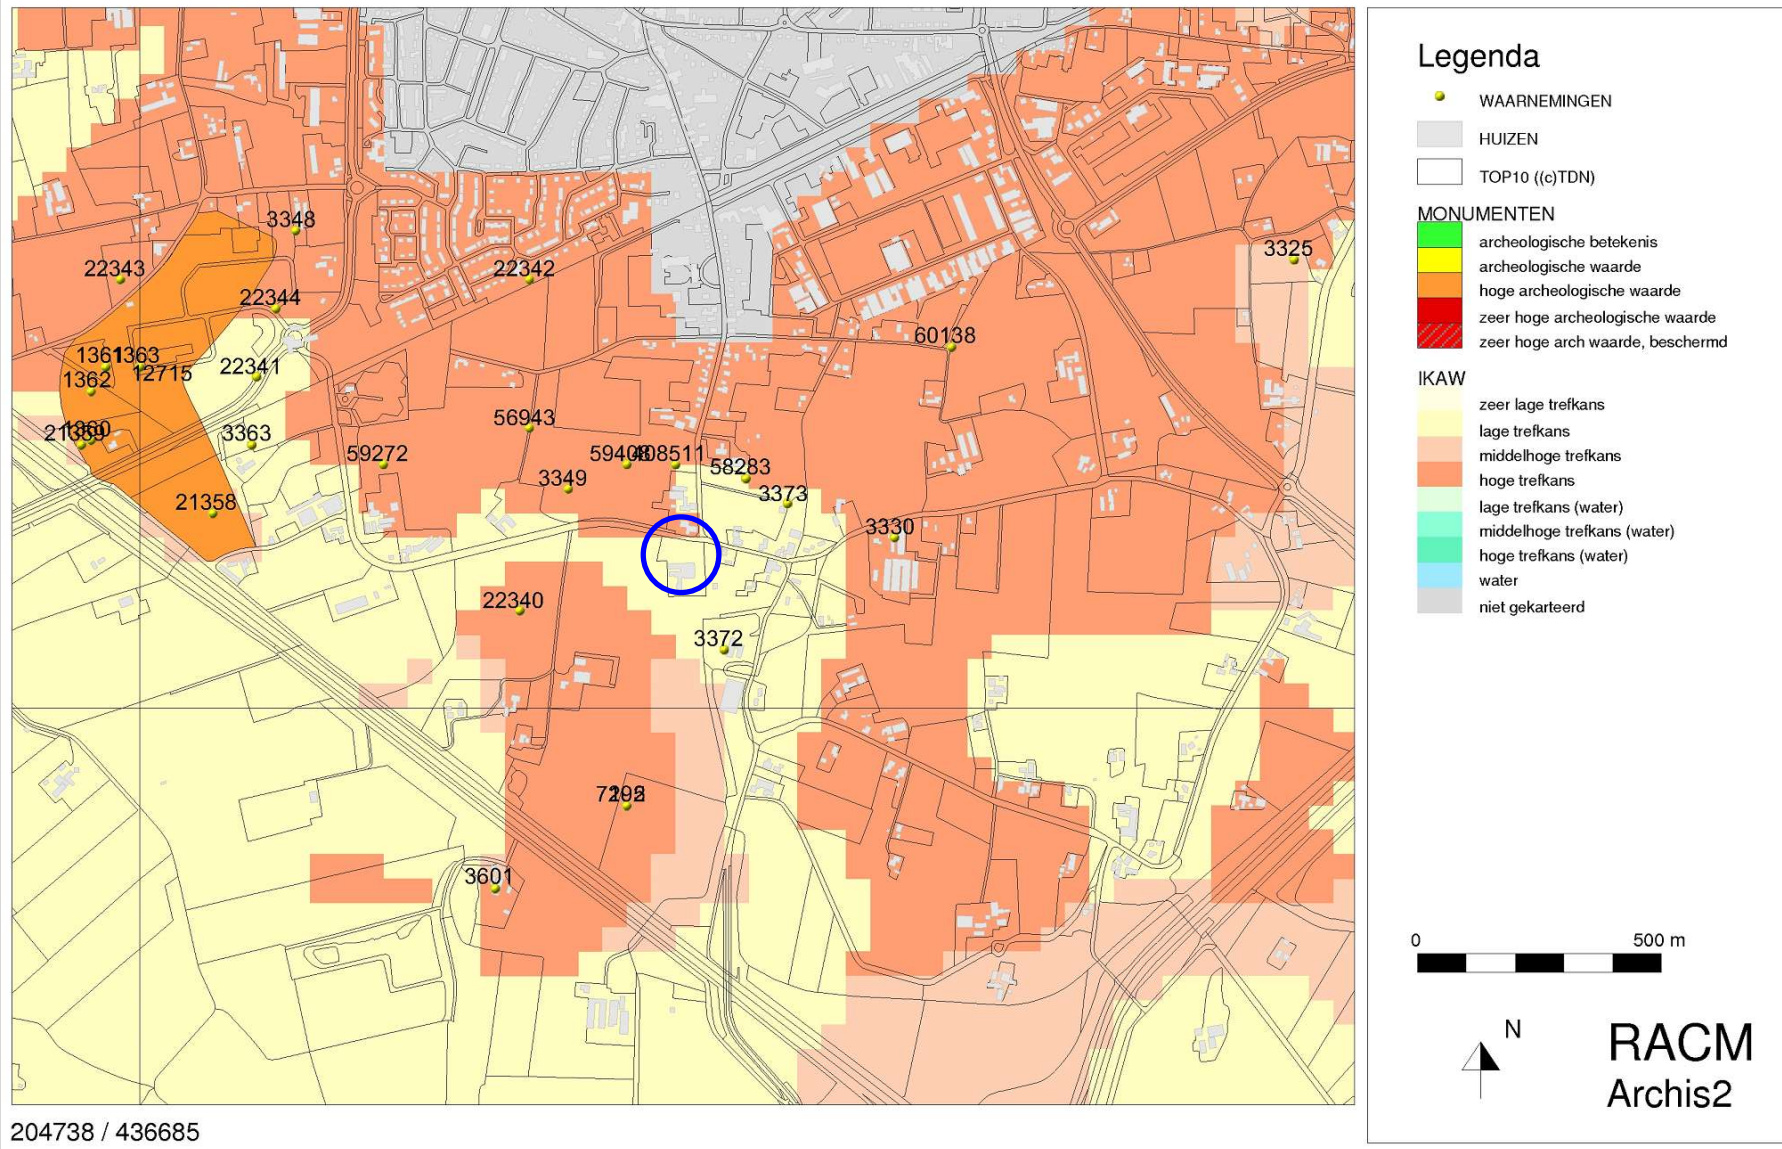 3348
22343
22342
3325
22344
60138
1361
1363
12715
1362
22341
56943
3363
59272
3349
58283
3373
21358
3330
22340
3372
3601
204738 / 436685
Legenda
WAARNEMINGEN
HUIZEN
TOP10 ((c)TDN)
MONUMENTEN
archeologische betekenis
archeologische waarde
hoge archeologische waarde
zeer hoge archeologische waarde
zeer hoge arch waarde, beschermd
IKAW
zeer lage trefkans
lage trefkans
middelhoge trefkans
hoge trefkans
lage trefkans (water)
middelhoge trefkans (water)
hoge trefkans (water)
water
niet gekarteerd
0 500 m
N
RACM
Archis2